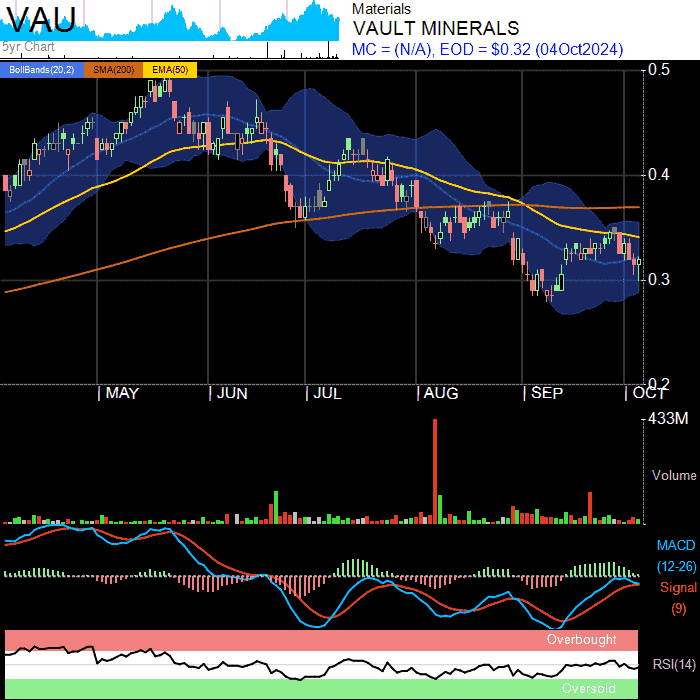 VAU
5yr Chart
Materials
VAULT MINERALS
MC = (N/A), EOD = $0.32 (04Oct2024)
BollBands(20,2) SMA(200) EMA(50)
0.5
0.4
0.3
0.2
MAY JUN JUL AUG SEP OCT
433M
Volume
MACD
(12-26)
Signal
(9)
Overbought
RSI(14)
Oversold